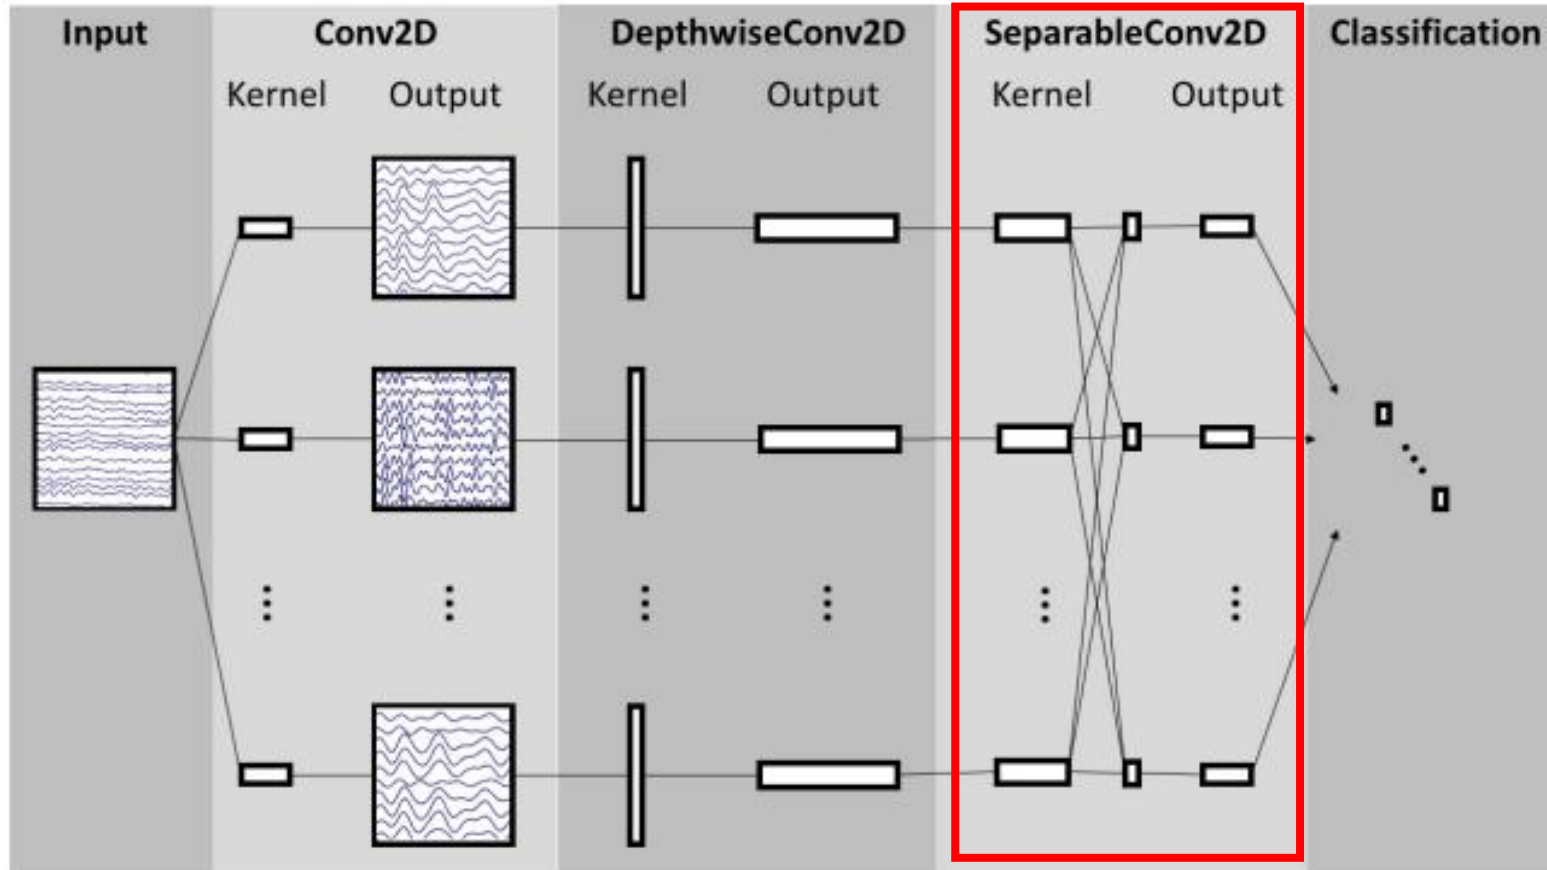 Input Conv2D DepthwiseConv2D SeparableConv2D Classification
Kernel Output Kernel Output Kernel Output